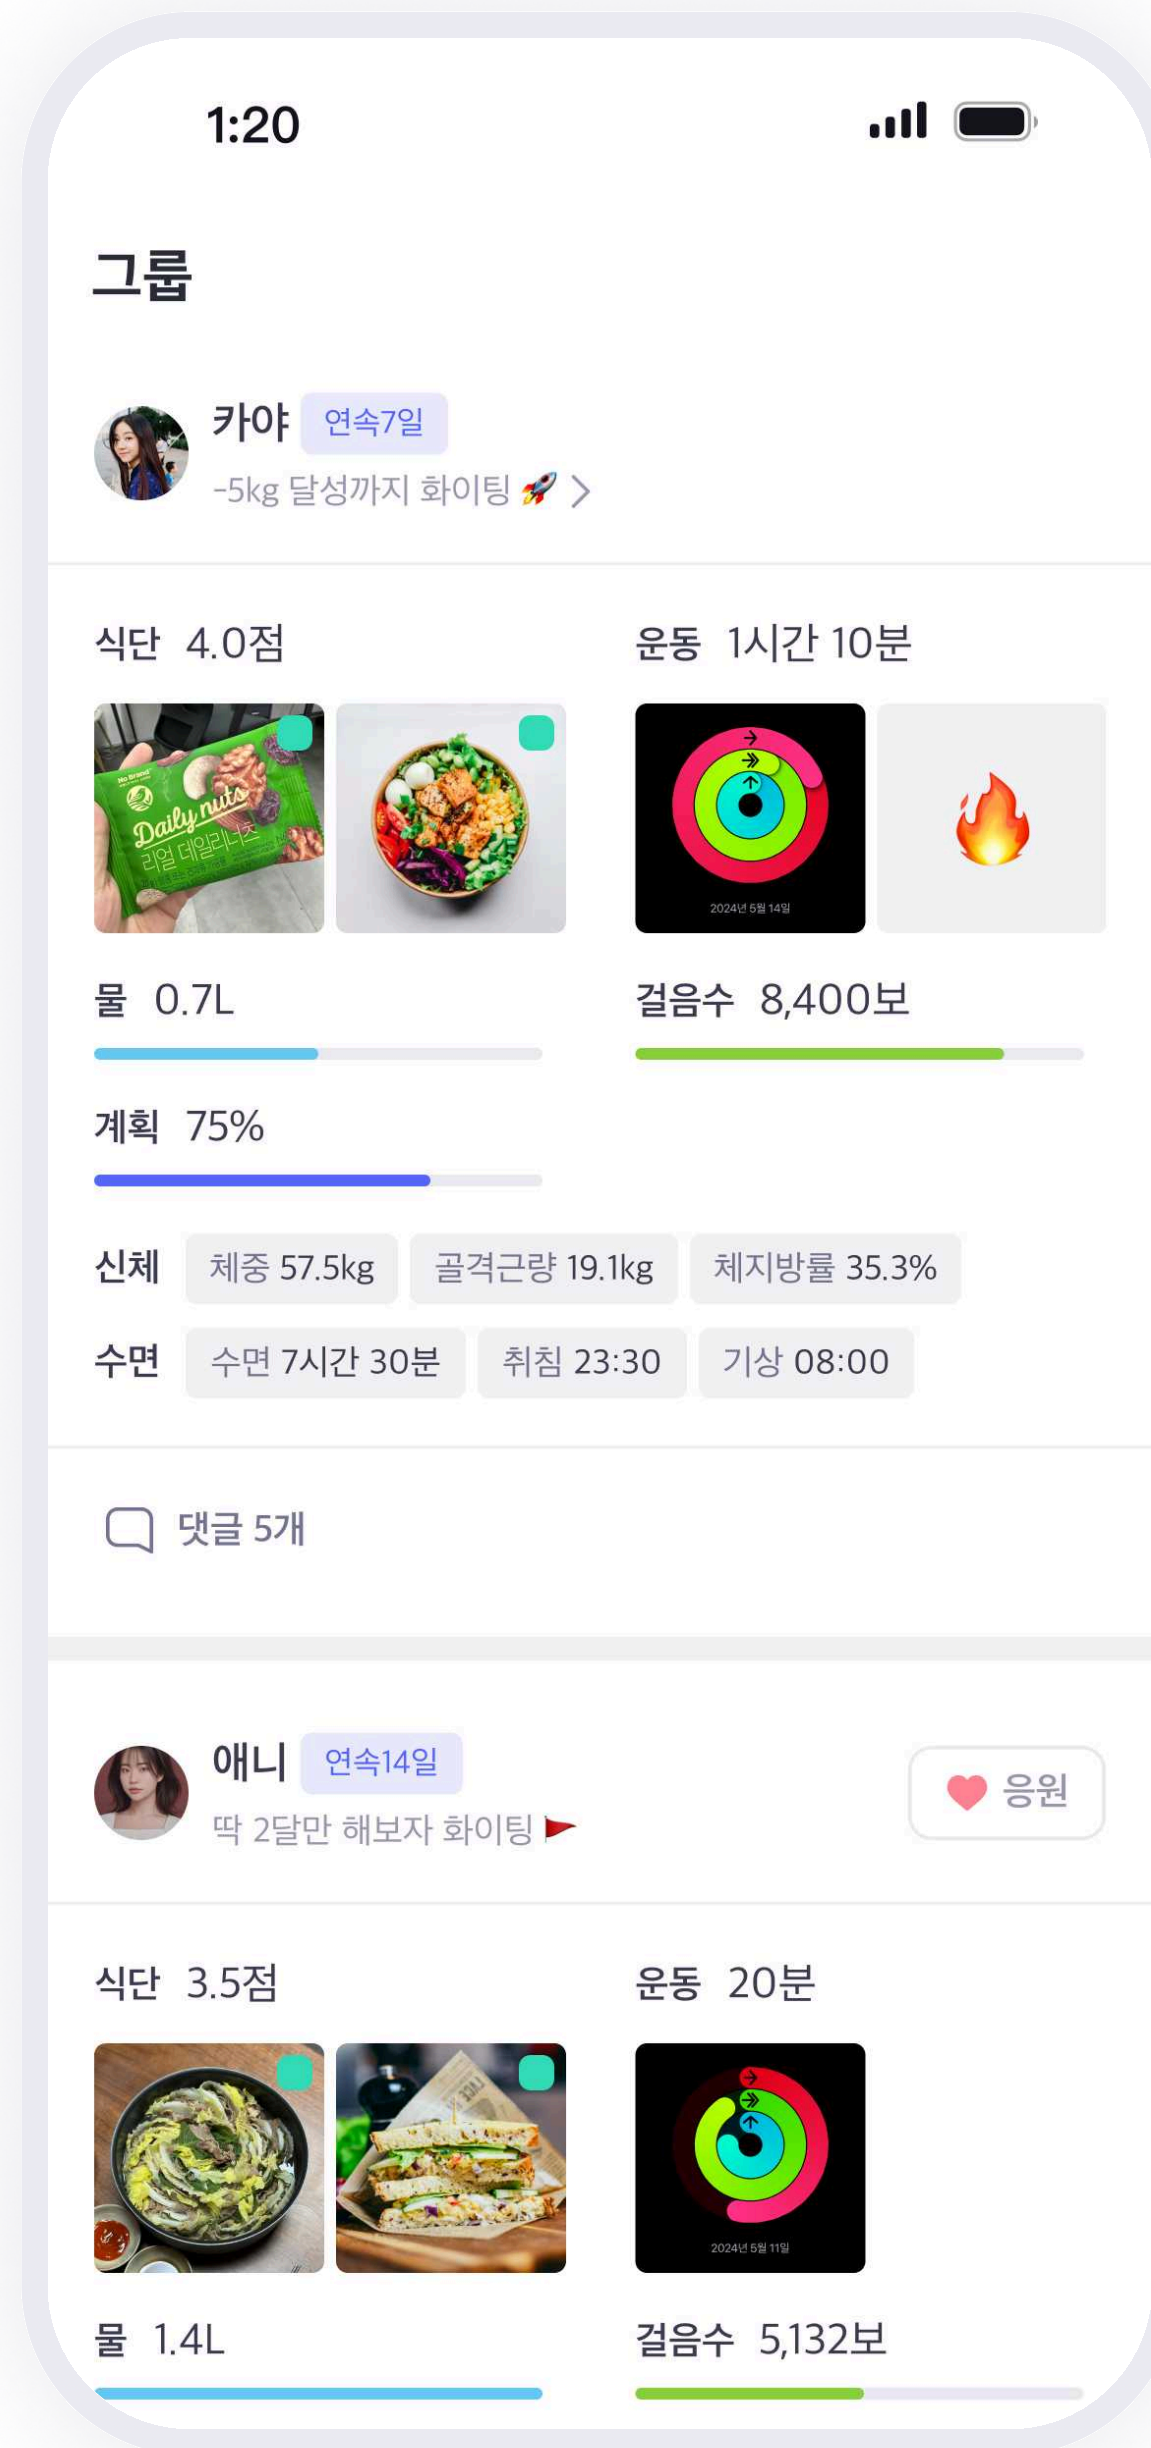 1:20
그룹
카야 연속7일
-5kg 달성까지 화이팅 🚀 >
식단 4.0점
운동 1시간 10분
No Brand
Daily nuts
리얼 데일리너츠
2024년 5월 14일
물 0.7L
걸음수 8,400보
계획 75%
신체 체중 57.5kg 골격근량 19.1kg 체지방률 35.3%
수면 수면 7시간 30분 취침 23:30 기상 08:00
댓글 5개
애니 연속14일
딱 2달만 해보자 화이팅 🚩
응원
식단 3.5점
운동 20분
2024년 5월 11일
물 1.4L
걸음수 5,132보